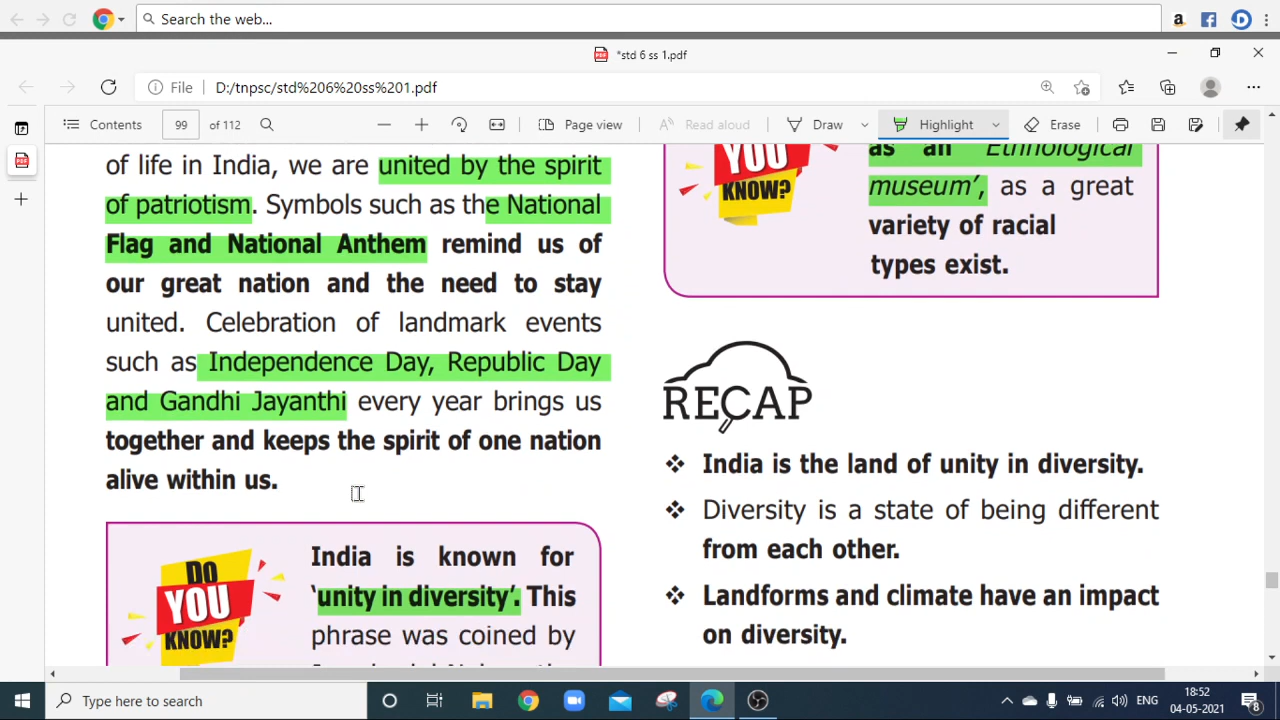 Search the web...
*std 6 ss 1.pdf
File D:/tnpsc/std%206%20ss%201.pdf
Contents 99 of 112 Page view Read aloud Draw Highlight Erase
of life in India, we are united by the spirit
of patriotism. Symbols such as the National
Flag and National Anthem remind us of
our great nation and the need to stay
united. Celebration of landmark events
such as Independence Day, Republic Day
and Gandhi Jayanthi every year brings us
together and keeps the spirit of one nation
alive within us.
DO
YOU
KNOW?
India is known for
‘unity in diversity’. This
phrase was coined by
YOU
KNOW?
as an Ethnological
museum’, as a great
variety of racial
types exist.
RECAP
❖ India is the land of unity in diversity.
❖ Diversity is a state of being different
from each other.
❖ Landforms and climate have an impact
on diversity.
Type here to search
ENG
18:52
04-05-2021
8